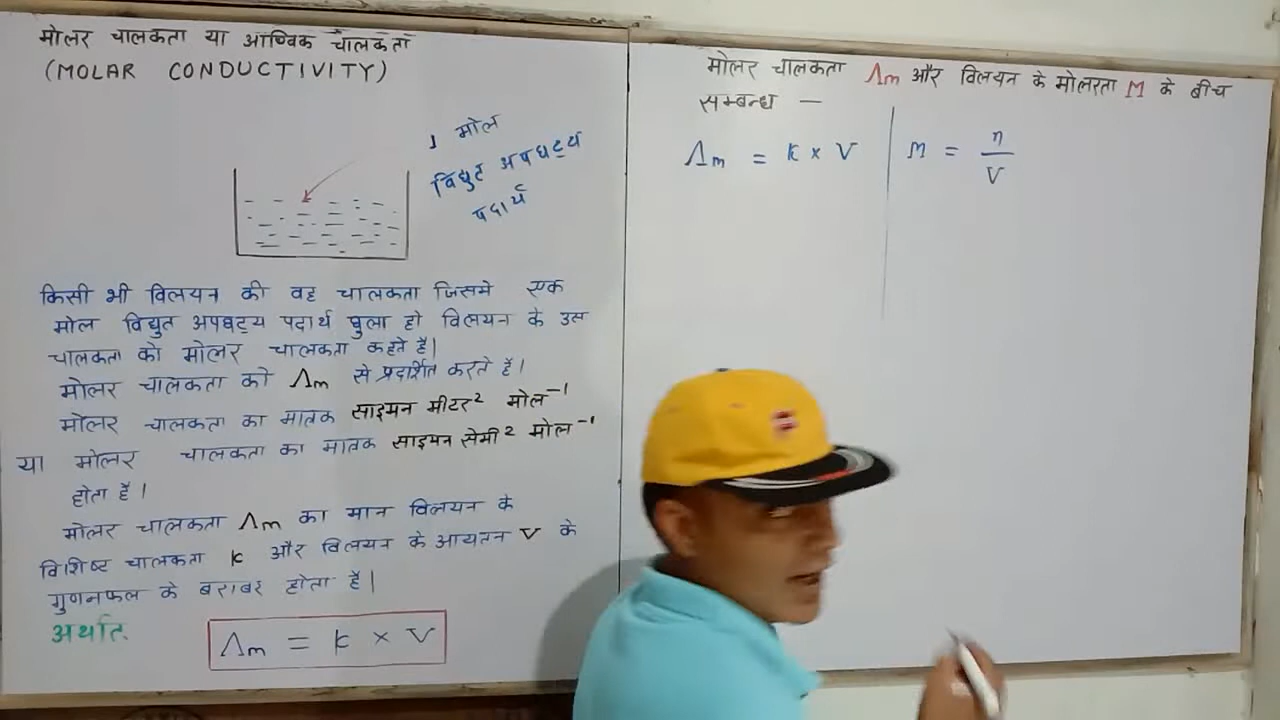 मोलर चालकता या आण्विक चालकता
(MOLAR CONDUCTIVITY)
1 मोल
विद्युत अपघट्य
पदार्थ
किसी भी विलयन की वह चालकता जिसमे एक
मोल विद्युत अपघट्य पदार्थ घुला हो विलयन के उस
चालकता को मोलर चालकता कहते हैं।
मोलर चालकता को Λm से प्रदर्शित करते हैं।
मोलर चालकता का मात्रक साइमन मीटर² मोल⁻¹
या मोलर चालकता का मात्रक साइमन सेमी² मोल⁻¹
होता हैं।
मोलर चालकता Λm का मान विलयन के
विशिष्ट चालकता K और विलयन के आयतन V के
गुणनफल के बराबर होता हैं।
अर्थात
Λm = K × V
मोलर चालकता Λm और विलयन के मोलरता M के बीच
सम्बन्ध —
Λm = K × V | M = n/V